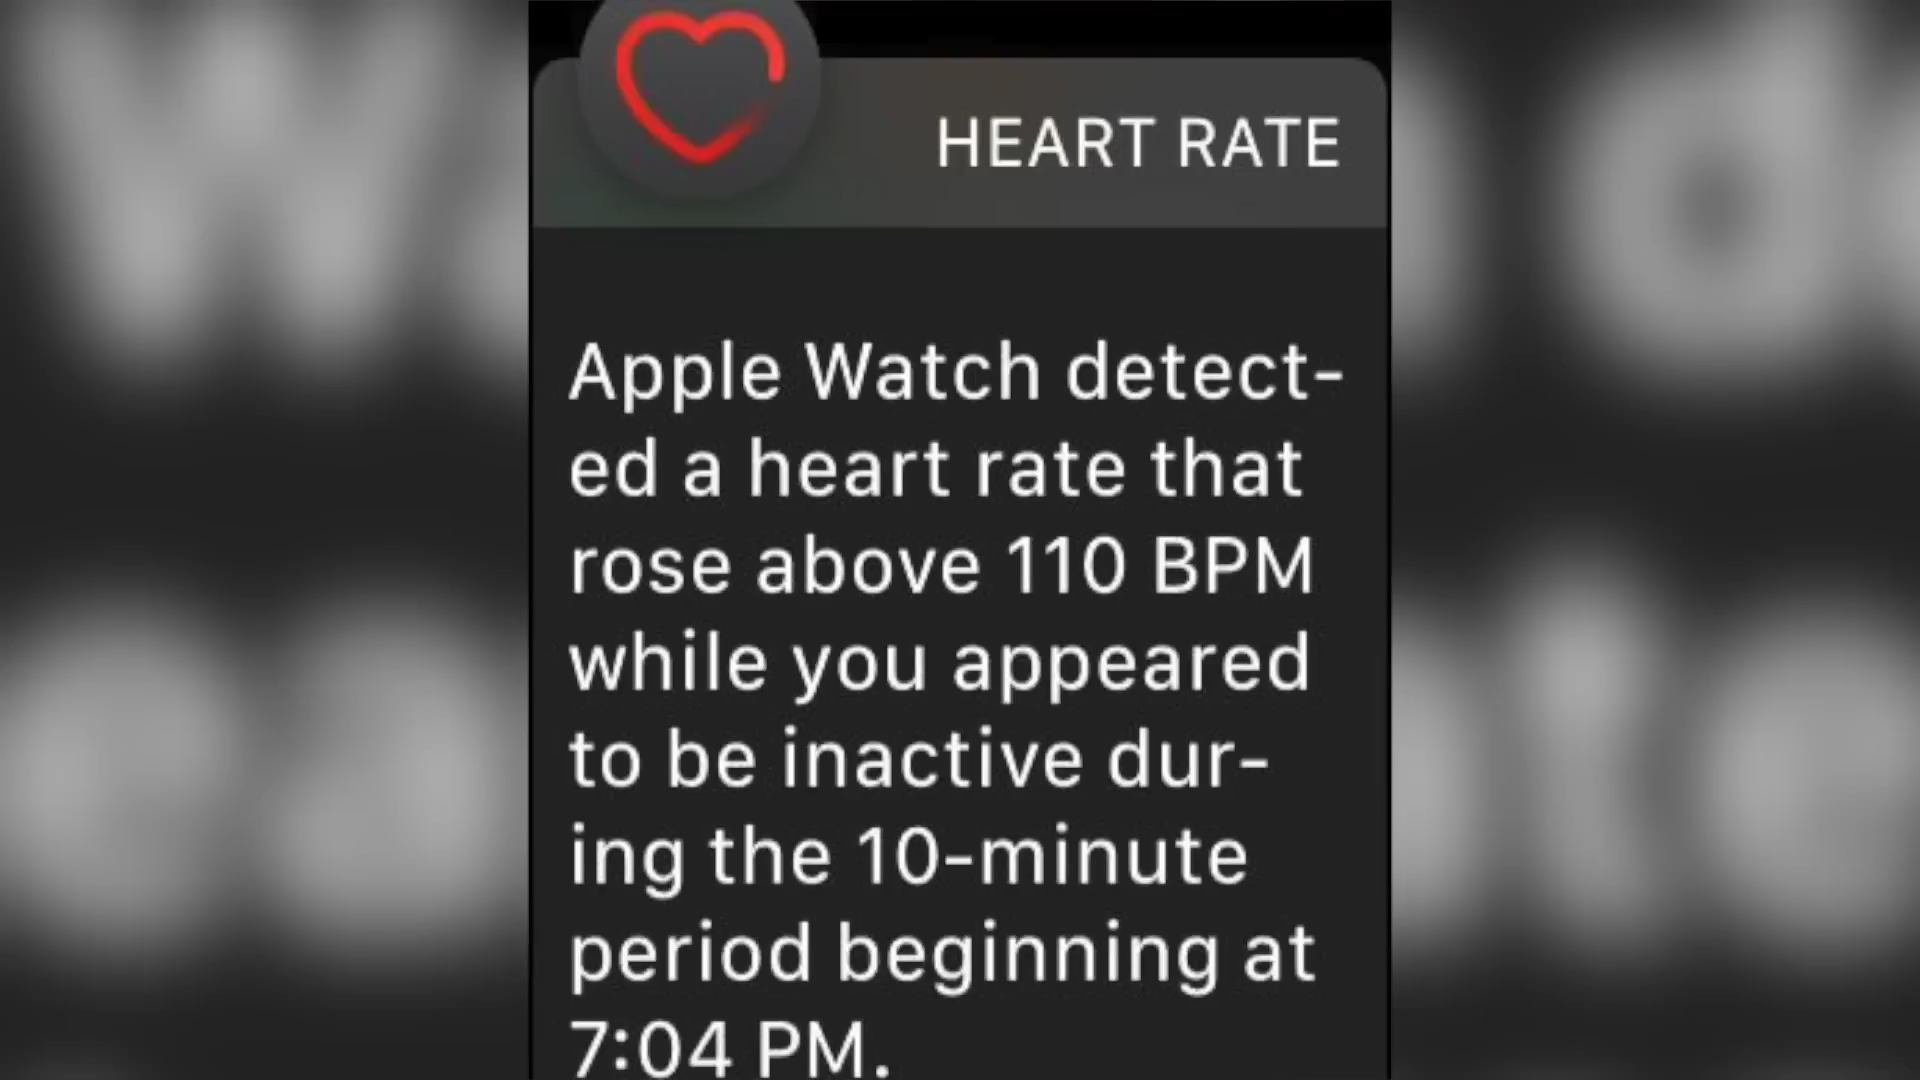 HEART RATE
Apple Watch detect-
ed a heart rate that
rose above 110 BPM
while you appeared
to be inactive dur-
ing the 10-minute
period beginning at
7:04 PM.